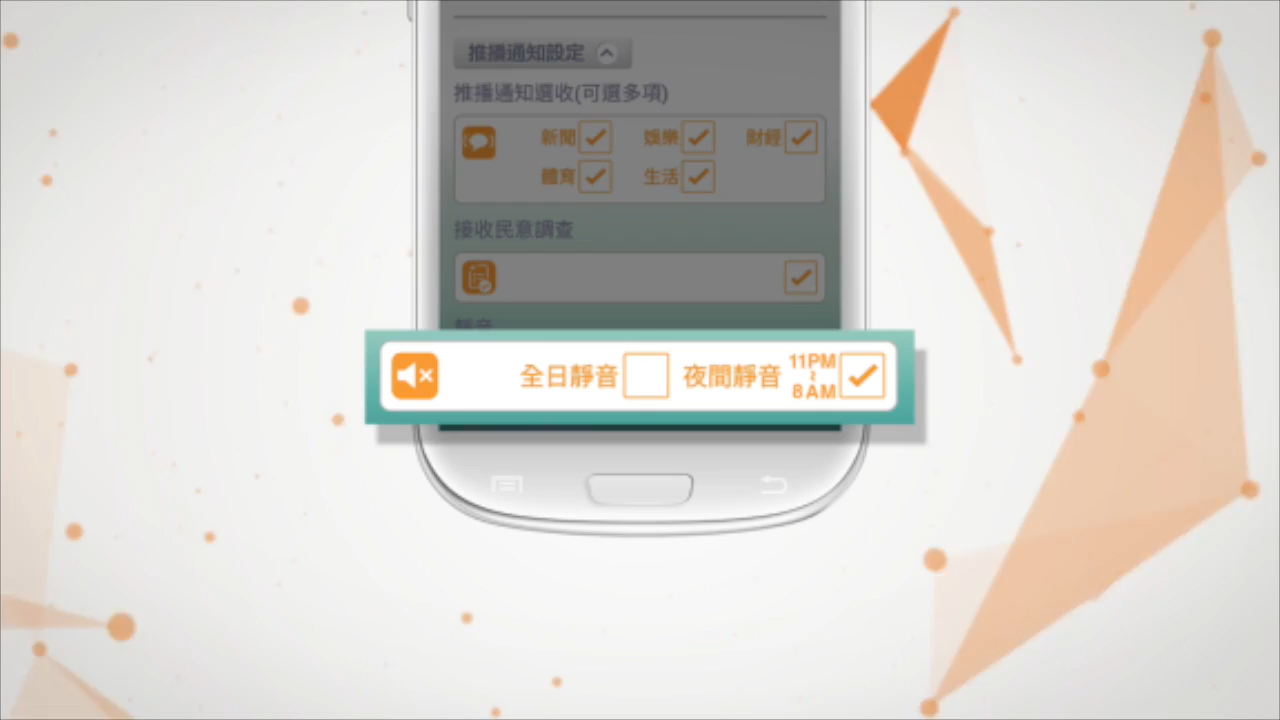 推播通知設定
推播通知選收(可選多項)
新聞 娛樂 財經
體育 生活
接收民意調查
靜音
全日靜音 夜間靜音 11PM
~
8AM